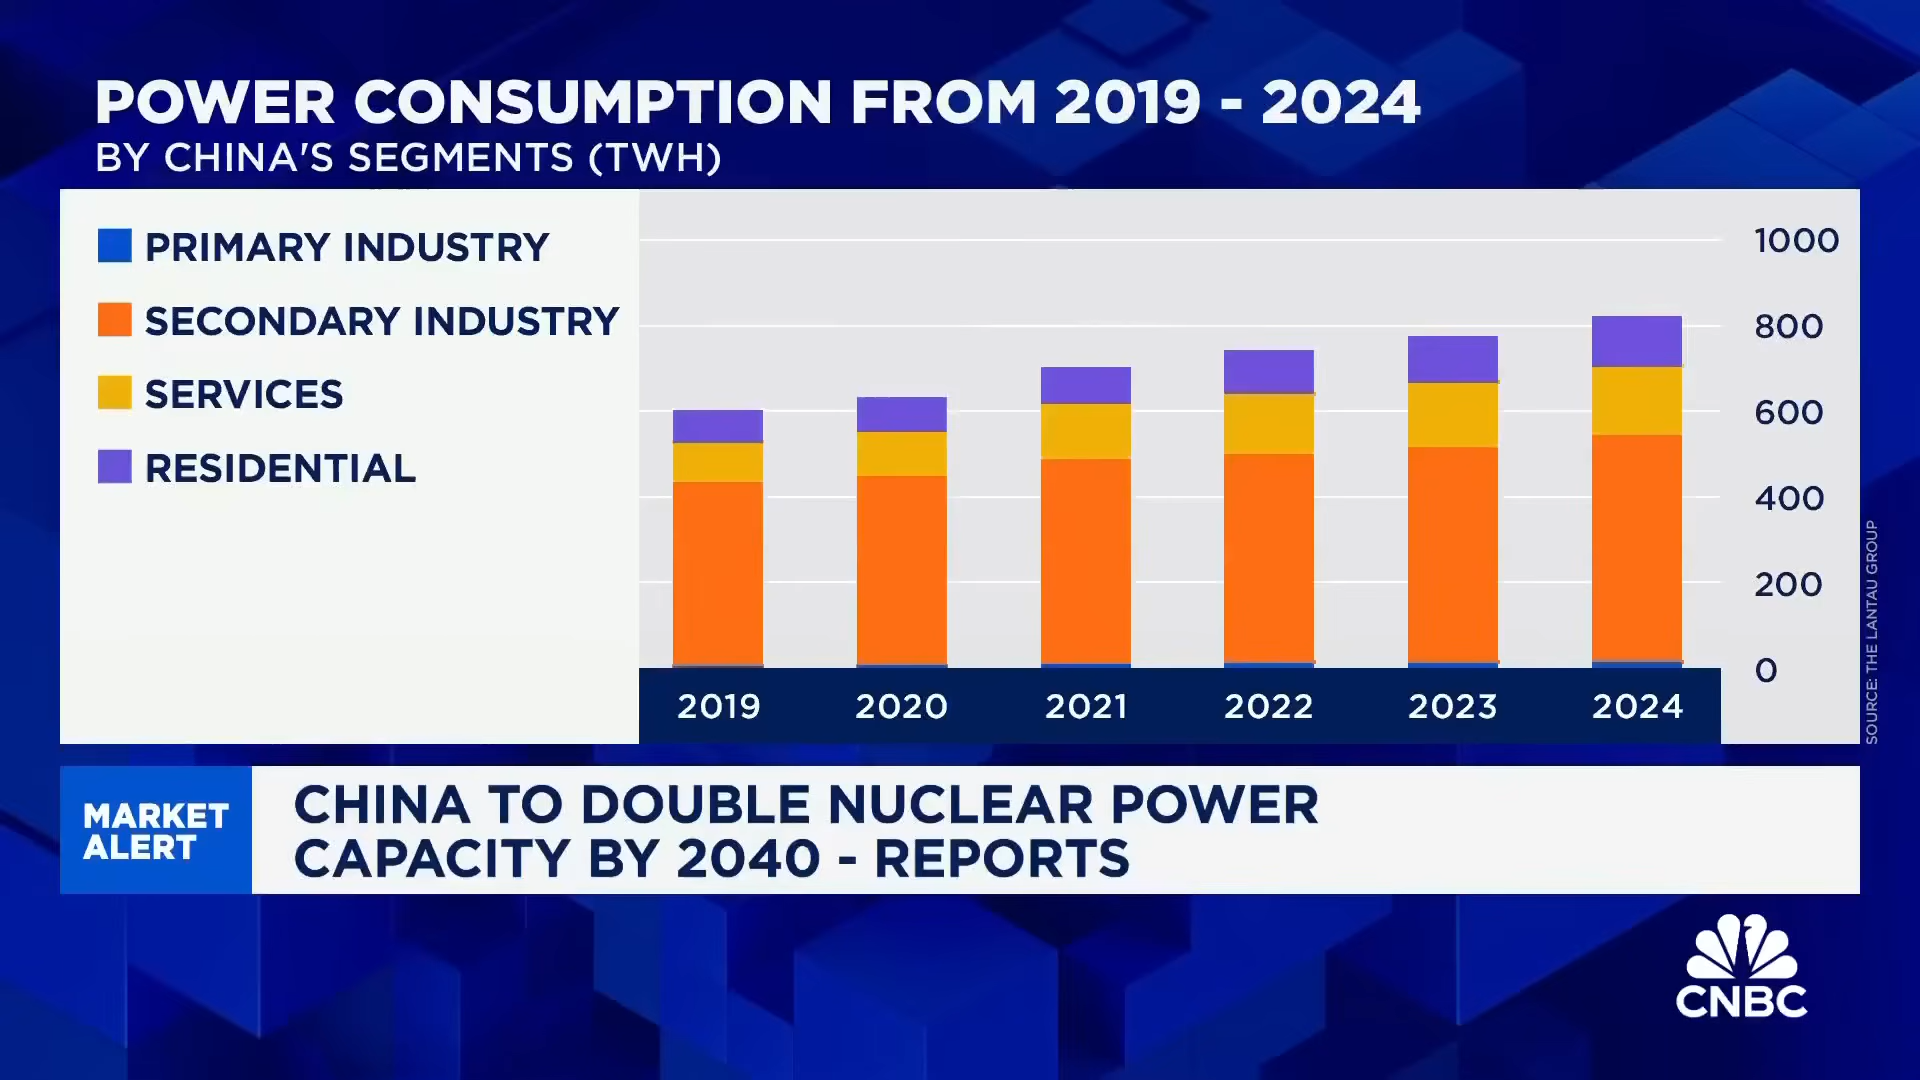 POWER CONSUMPTION FROM 2019 - 2024
BY CHINA'S SEGMENTS (TWH)
PRIMARY INDUSTRY
SECONDARY INDUSTRY
SERVICES
RESIDENTIAL
1000
800
600
400
200
0
2019 2020 2021 2022 2023 2024
SOURCE: THE LANTAU GROUP
MARKET
ALERT
CHINA TO DOUBLE NUCLEAR POWER
CAPACITY BY 2040 - REPORTS
CNBC